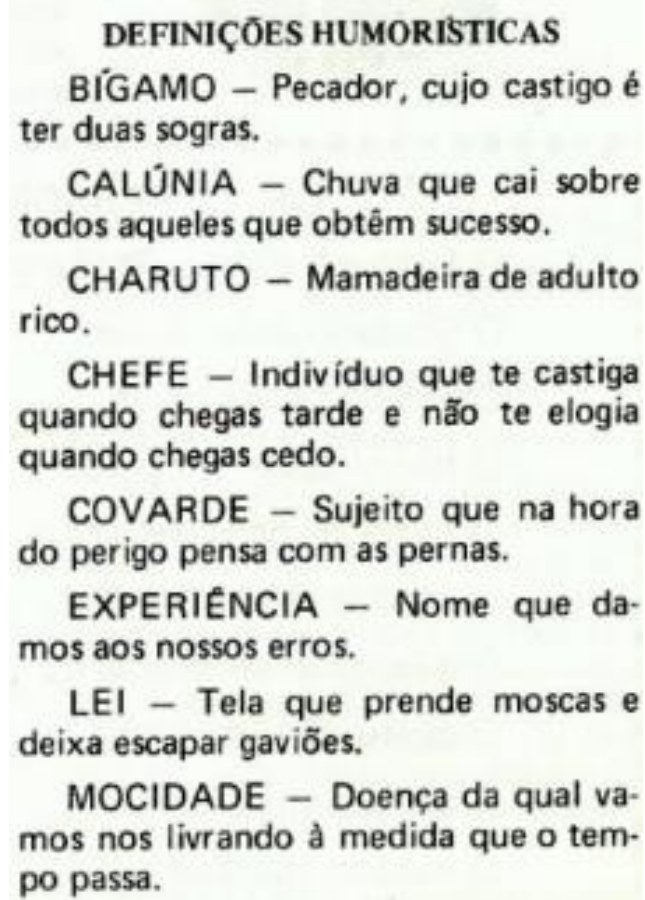 DEFINIÇÕES HUMORÍSTICAS
BÍGAMO — Pecador, cujo castigo é
ter duas sogras.
CALÚNIA — Chuva que cai sobre
todos aqueles que obtêm sucesso.
CHARUTO — Mamadeira de adulto
rico.
CHEFE — Indivíduo que te castiga
quando chegas tarde e não te elogia
quando chegas cedo.
COVARDE — Sujeito que na hora
do perigo pensa com as pernas.
EXPERIÊNCIA — Nome que da-
mos aos nossos erros.
LEI — Tela que prende moscas e
deixa escapar gaviões.
MOCIDADE — Doença da qual va-
mos nos livrando à medida que o tem-
po passa.